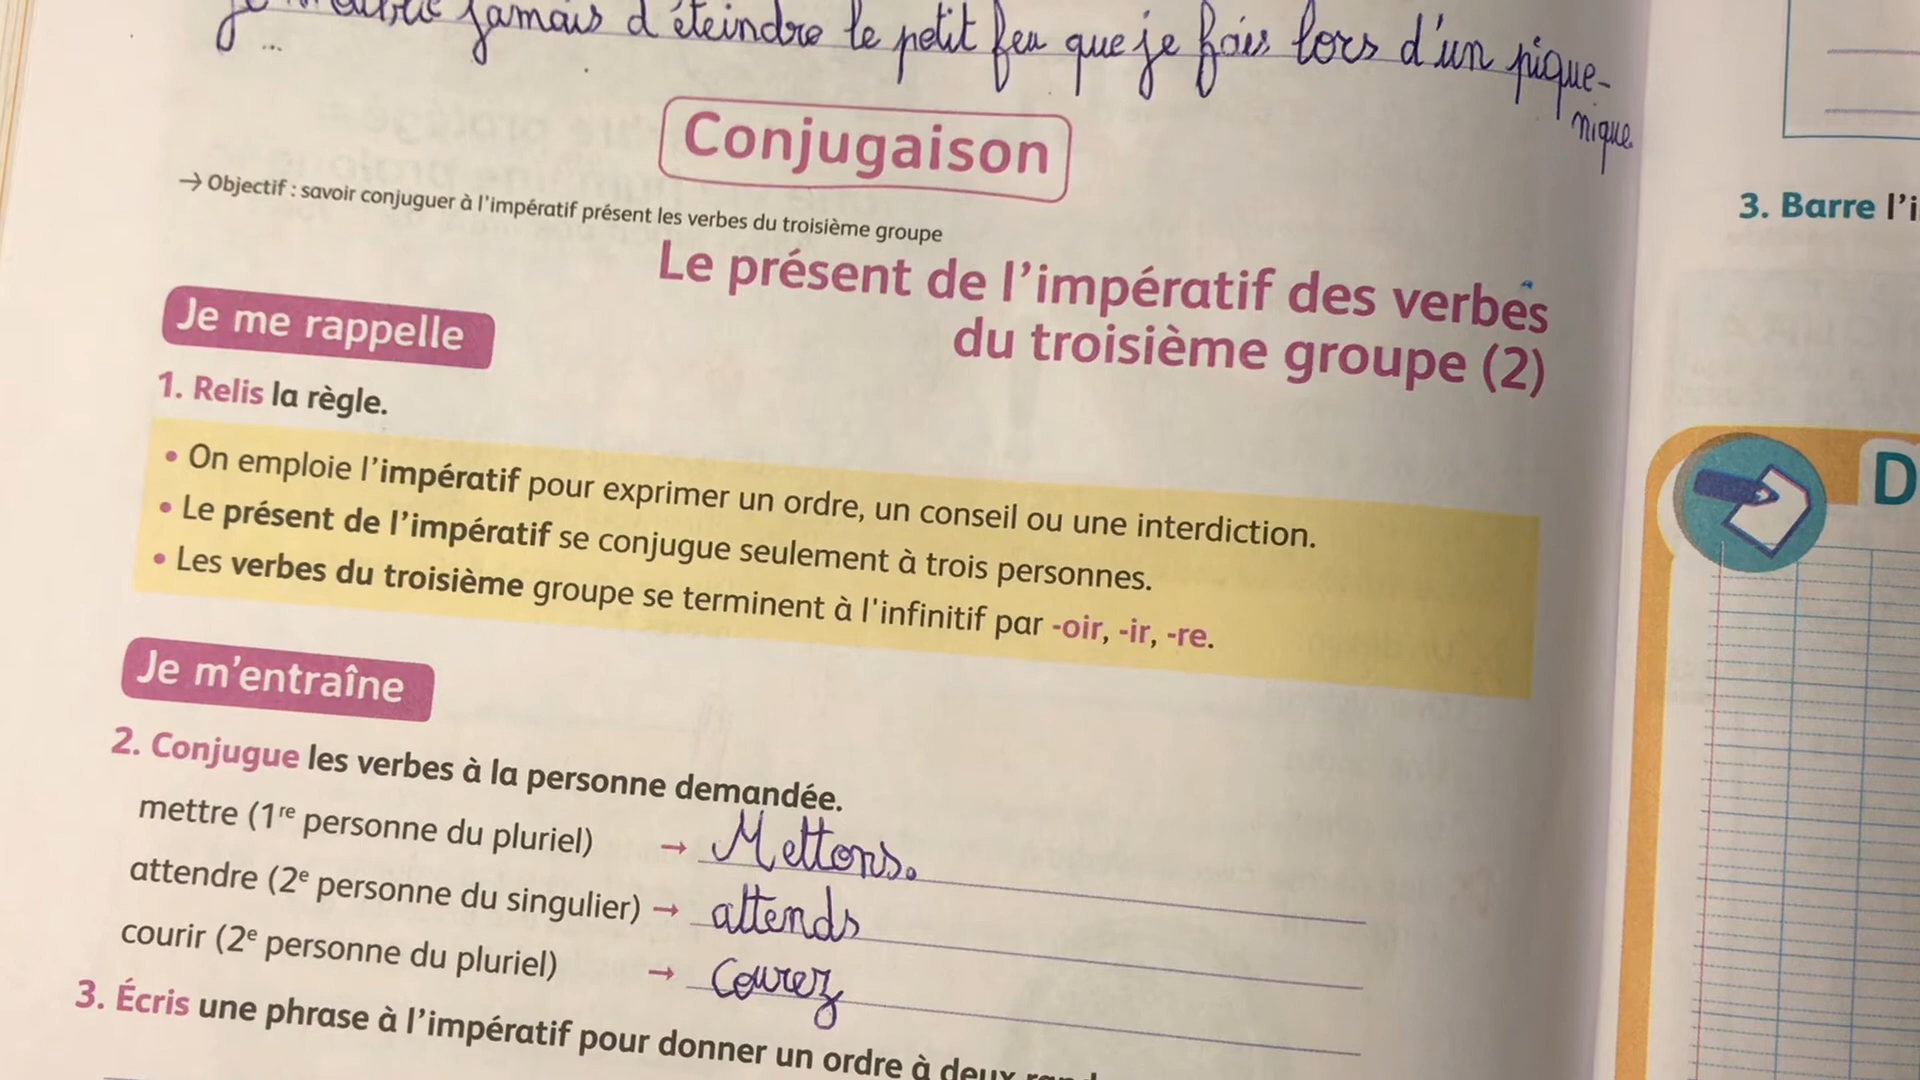 jamais d'éteindre le petit feu que je fais lors d'un pique-
nique.
...
Conjugaison
→ Objectif : savoir conjuguer à l'impératif présent les verbes du troisième groupe
Le présent de l'impératif des verbes
du troisième groupe (2)
Je me rappelle
1. Relis la règle.
• On emploie l'impératif pour exprimer un ordre, un conseil ou une interdiction.
• Le présent de l'impératif se conjugue seulement à trois personnes.
• Les verbes du troisième groupe se terminent à l'infinitif par -oir, -ir, -re.
Je m'entraîne
2. Conjugue les verbes à la personne demandée.
mettre (1re personne du pluriel) → Mettons.
attendre (2e personne du singulier) → attends
courir (2e personne du pluriel) → Courez
3. Écris une phrase à l'impératif pour donner un ordre à deux
3. Barre l'i
D